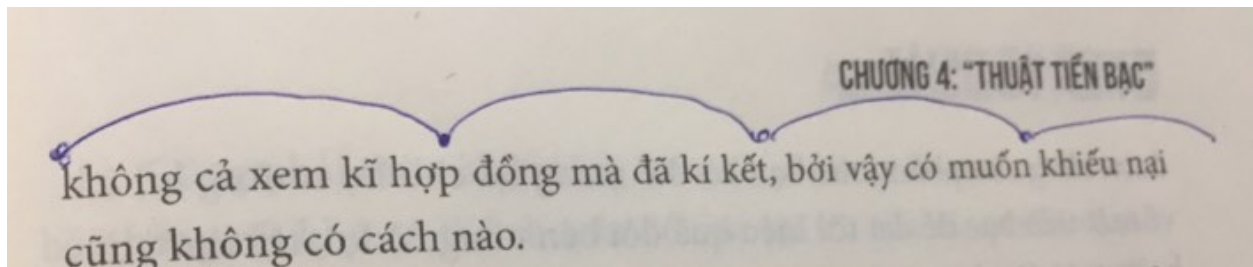 CHƯƠNG 4: "THUẬT TIỀN BẠC"
không cả xem kĩ hợp đồng mà đã kí kết, bởi vậy có muốn khiếu nại
cũng không có cách nào.